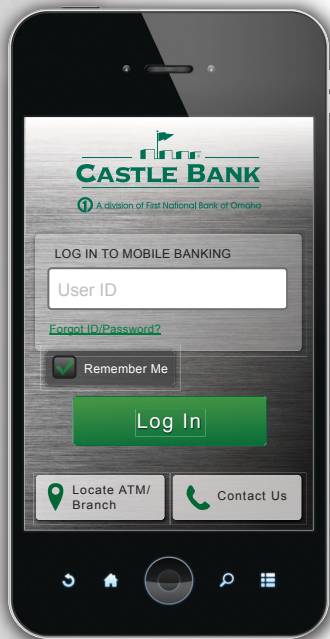 CASTLE BANK
1 A division of First National Bank of Omaha
LOG IN TO MOBILE BANKING
User ID
Forgot ID/Password?
Remember Me
Log In
Locate ATM/
Branch
Contact Us